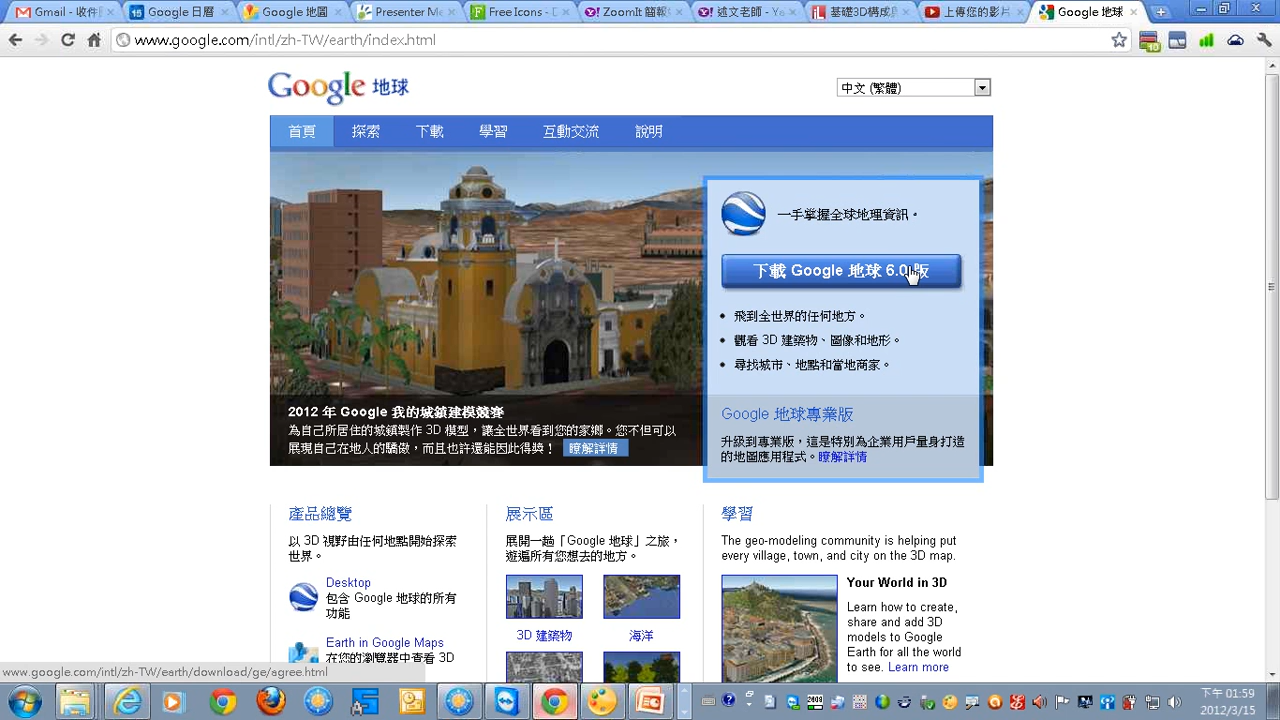 Gmail - 收件
Google 日曆
Google 地圖
Presenter Me
Free Icons - D
ZoomIt 簡報
述文老師 - Ye
基礎3D構成
上傳您的影片
Google 地球
www.google.com/intl/zh-TW/earth/index.html
10
Google 地球
中文 (繁體)
首頁
探索
下載
學習
互動交流
說明
一手掌握全球地理資訊。
下載 Google 地球 6.0 版
飛到全世界的任何地方。
觀看 3D 建築物、圖像和地形。
尋找城市、地點和當地商家。
Google 地球專業版
升級到專業版，這是特別為企業用戶量身打造
的地圖應用程式。瞭解詳情
2012 年 Google 我的城鎮建模競賽
為自己所居住的城鎮製作 3D 模型，讓全世界看到您的家鄉。您不但可以
展現自己在地人的驕傲，而且也許還能因此得獎！ 瞭解詳情
產品總覽
以 3D 視野由任何地點開始探索
世界。
Desktop
包含 Google 地球的所有
功能
Earth in Google Maps
在您的瀏覽器中查看 3D
展示區
展開一趟「Google 地球」之旅，
遊遍所有您想去的地方。
3D 建築物
海洋
學習
The geo-modeling community is helping put
every village, town, and city on the 3D map.
Your World in 3D
Learn how to create,
share and add 3D
models to Google
Earth for all the world
to see. Learn more
www.google.com/intl/zh-TW/earth/download/ge/agree.html
下午 01:59
2012/3/15